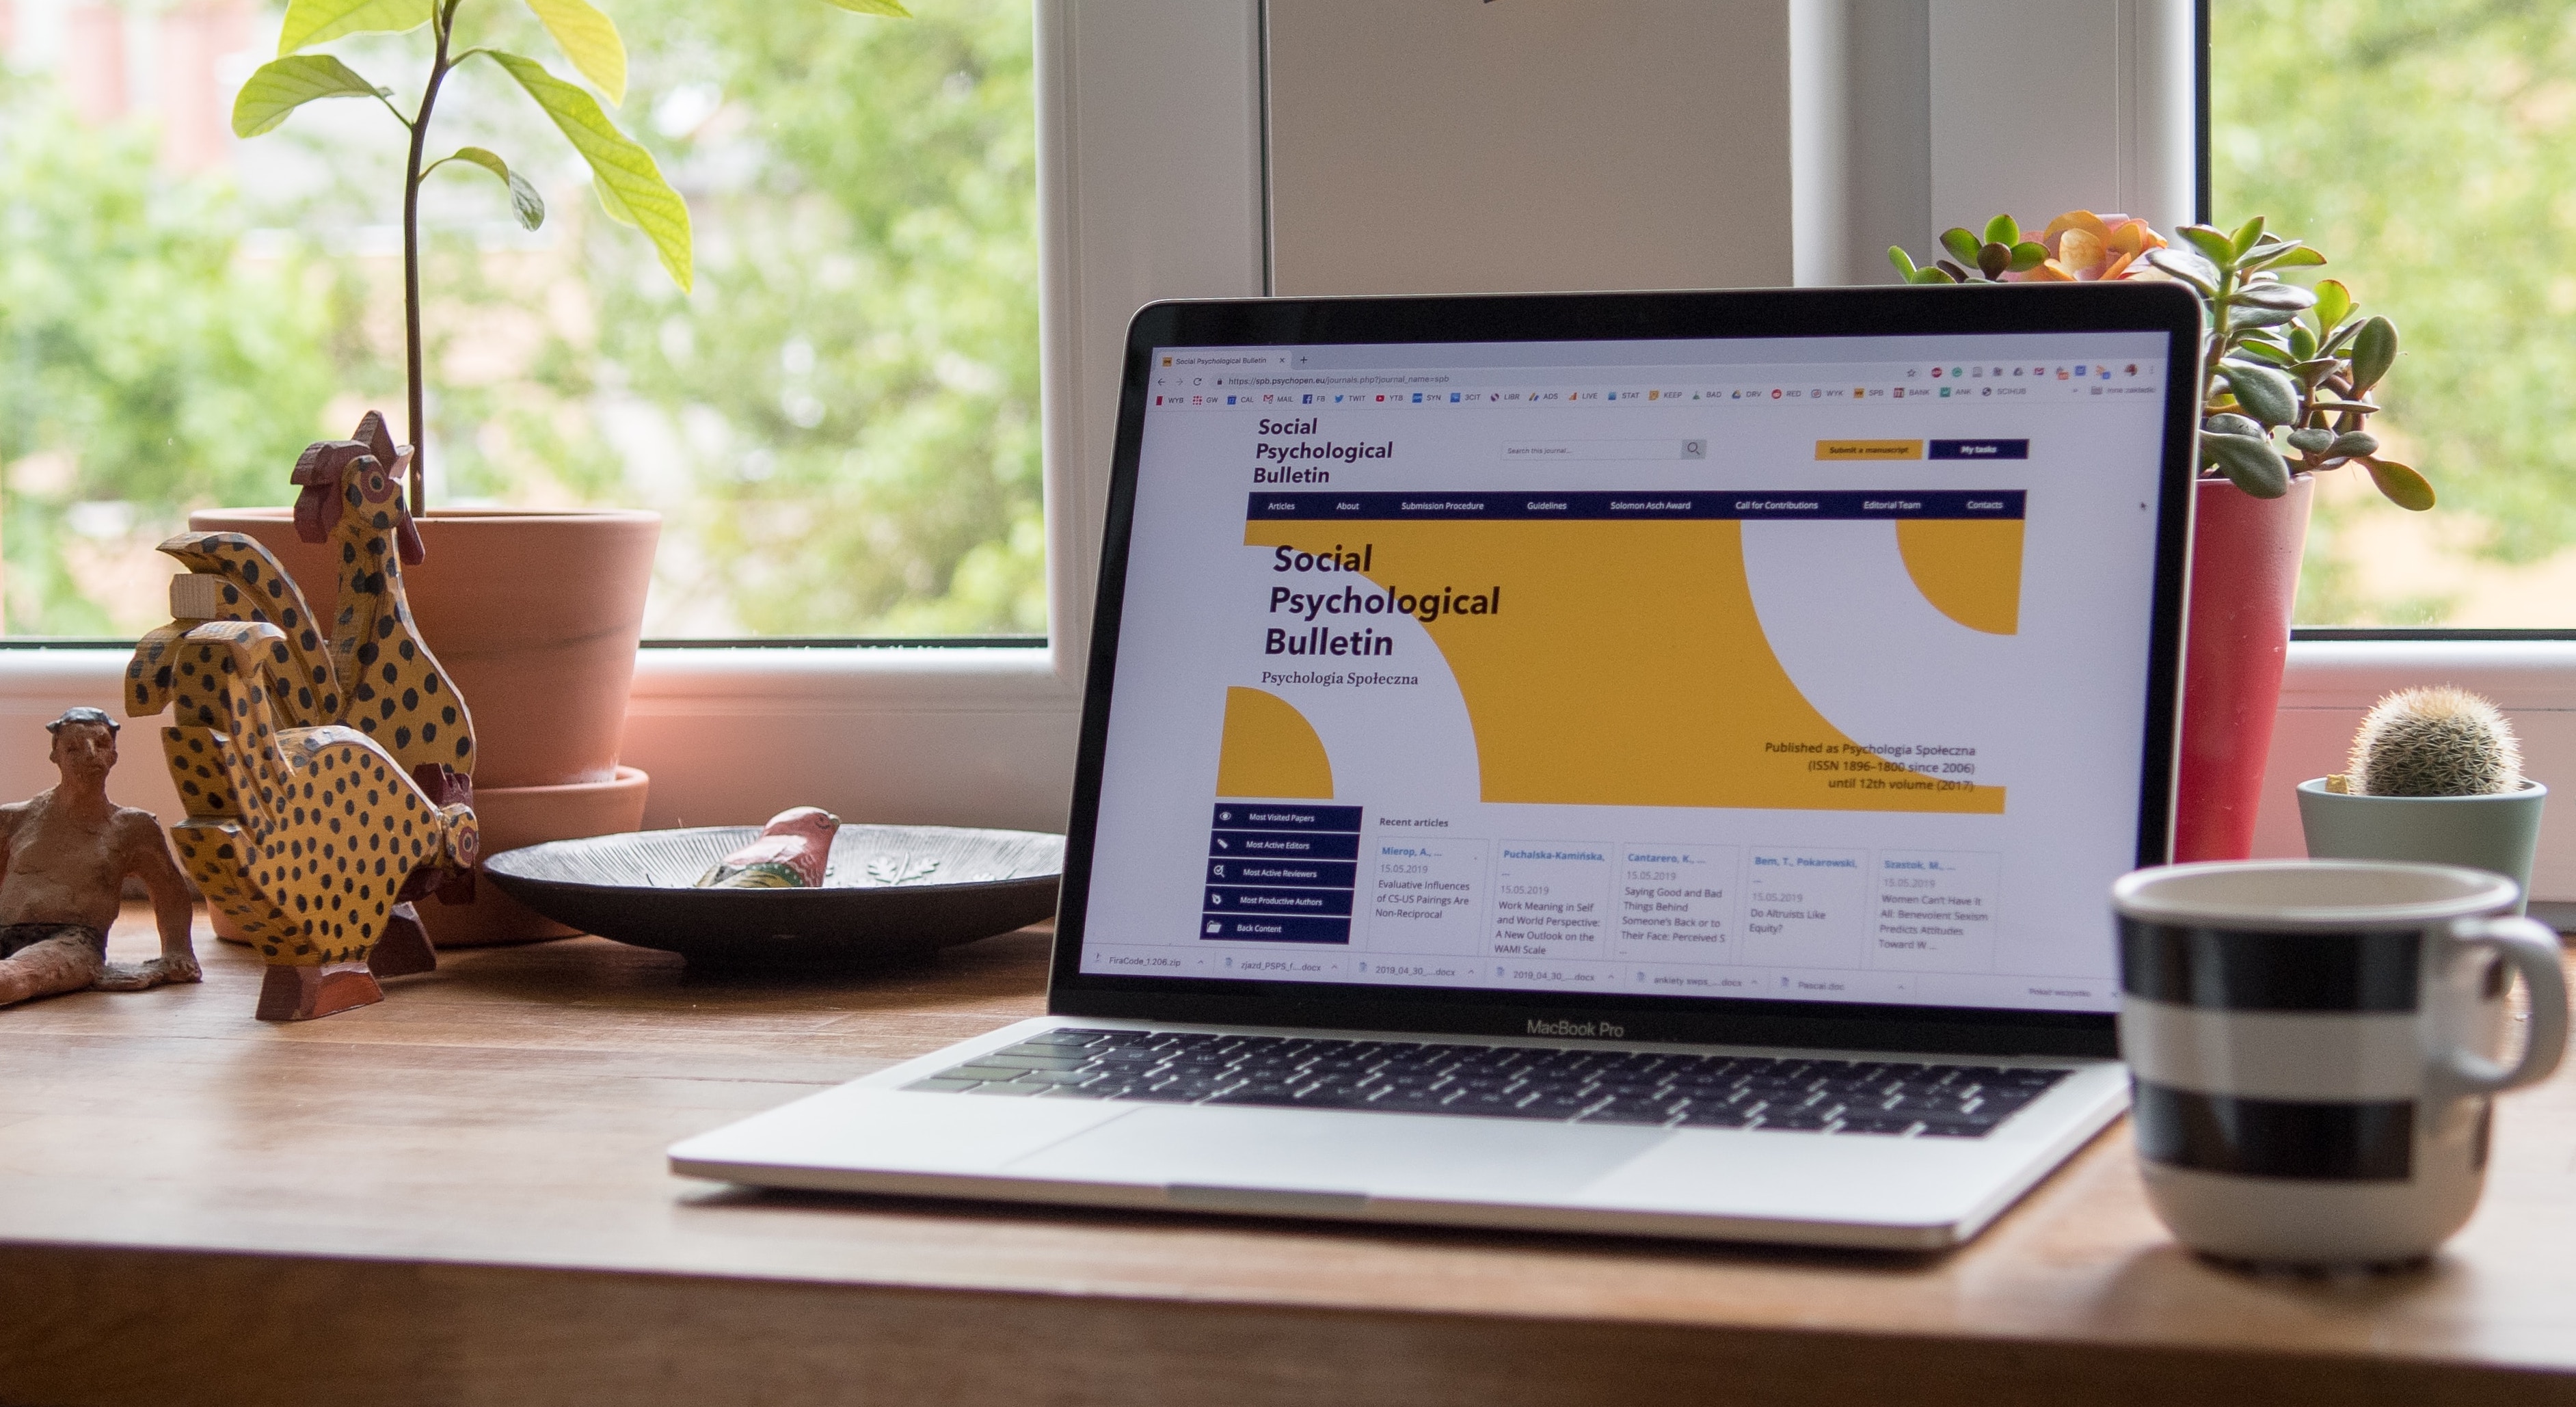 Social Psychological Bulletin
https://spb.psychopen.eu/journals.php?journal_name=spb
WYB GW CAL MAIL FB TWIT YTB SYN 3CIT LIBR ADS LIVE STAT KEEP BAD DRV RED WYK SPB BANK ANK SCIHUB
Social
Psychological
Bulletin
Search this journal...
Submit a manuscript
My tasks
Articles About Submission Procedure Guidelines Solomon Asch Award Call for Contributions Editorial Team Contacts
Social
Psychological
Bulletin
Psychologia Społeczna
Published as Psychologia Społeczna
(ISSN 1896–1800 since 2006)
until 12th volume (2017)
Most Visited Papers
Most Active Editors
Most Active Reviewers
Most Productive Authors
Back Content
Recent articles
Mierop, A., ...
15.05.2019
Evaluative Influences
of CS-US Pairings Are
Non-Reciprocal
Puchalska-Kamińska,
...
15.05.2019
Work Meaning in Self
and World Perspective:
A New Outlook on the
WAMI Scale
Cantarero, K., ...
15.05.2019
Saying Good and Bad
Things Behind
Someone's Back or to
Their Face: Perceived S
...
Bem, T., Pokarowski,
...
15.05.2019
Do Altruists Like
Equity?
Szastok, M., ...
15.05.2019
Women Can't Have It
All: Benevolent Sexism
Predicts Attitudes
Toward W ...
FiraCode_1.206.zip
zjazd_PSPS_f....docx
2019_04_30_....docx
2019_04_30_....docx
ankiety swps_....docx
Pascal.doc
Pokaż wszystko
MacBook Pro